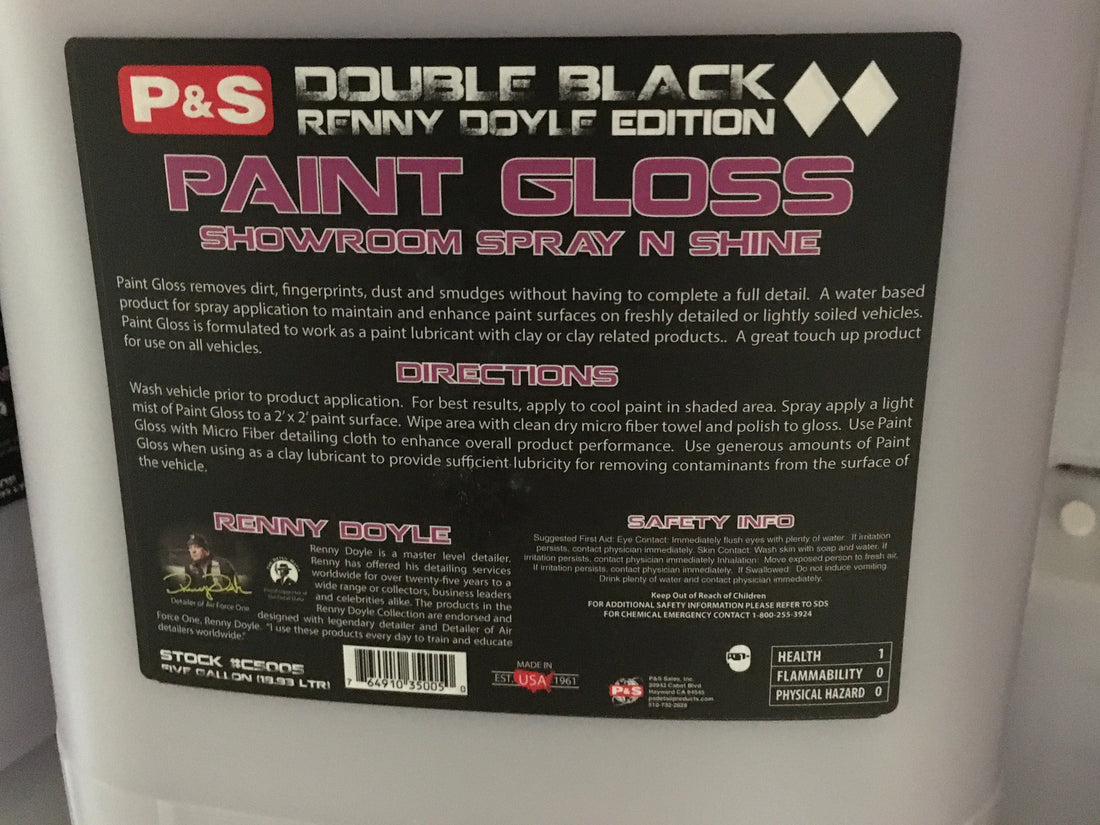 P&S
DOUBLE BLACK
RENNY DOYLE EDITION
PAINT GLOSS
SHOWROOM SPRAY N SHINE
Paint Gloss removes dirt, fingerprints, dust and smudges without having to complete a full detail. A water based
product for spray application to maintain and enhance paint surfaces on freshly detailed or lightly soiled vehicles.
Paint Gloss is formulated to work as a paint lubricant with clay or clay related products.. A great touch up product
for use on all vehicles.
DIRECTIONS
Wash vehicle prior to product application. For best results, apply to cool paint in shaded area. Spray apply a light
mist of Paint Gloss to a 2' x 2' paint surface. Wipe area with clean dry micro fiber towel and polish to gloss. Use Paint
Gloss with Micro Fiber detailing cloth to enhance overall product performance. Use generous amounts of Paint
Gloss when using as a clay lubricant to provide sufficient lubricity for removing contaminants from the surface of
the vehicle.
RENNY DOYLE
Renny Doyle is a master level detailer.
Renny has offered his detailing services
worldwide for over twenty-five years to a
wide range or collectors, business leaders
and celebrities alike. The products in the
Renny Doyle Collection are endorsed and
designed with legendary detailer and Detailer of Air
Force One, Renny Doyle. "I use these products every day to train and educate
detailers worldwide."
Detailer of Air Force One
SAFETY INFO
Suggested First Aid: Eye Contact: Immediately flush eyes with plenty of water. If irritation
persists, contact physician immediately. Skin Contact: Wash skin with soap and water. If
irritation persists, contact physician immediately Inhalation: Move exposed person to fresh air.
If irritation persists, contact physician immediately. If Swallowed: Do not induce vomiting.
Drink plenty of water and contact physician immediately.
Keep Out of Reach of Children
FOR ADDITIONAL SAFETY INFORMATION PLEASE REFER TO SDS
FOR CHEMICAL EMERGENCY CONTACT 1-800-255-3924
STOCK #C5005
FIVE GALLON (18.93 LTR)
7 64910 35005 0
MADE IN
EST. USA 1961
P&S
P&S Sales, Inc.
Hayward CA 94545
psdetailproducts.com
HEALTH 1
FLAMMABILITY 0
PHYSICAL HAZARD 0